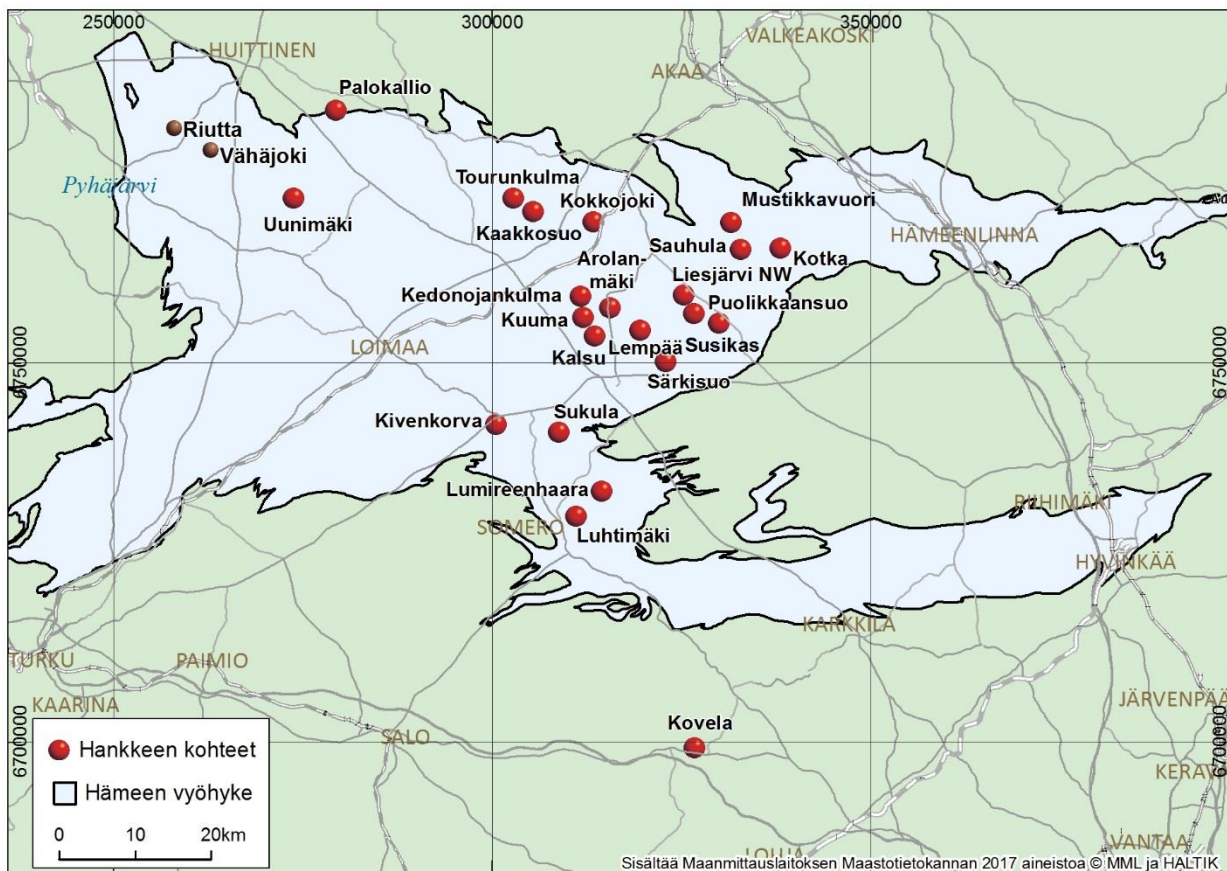 250000
300000
350000
HUITTINEN
VALKEAKOSKI
AKAA
Palokallio
Riutta
Vähäjoki
Pyhäjärvi
Uunimäki
Tourunkulma
Kokkojoki
Kaakkosuo
Mustikkavuori
HÄMEENLINNA
Sauhula
Kotka
Arolan-
mäki
Liesjärvi NW
Kedonojankulma
Puolikkaansuo
Kuuma
LOIMAA
Kalsu
Lempää
Susikas
Särkisuo
6750000
6750000
Kivenkorva
Sukula
Lumireenhaara
SOMERO
Luhtimäki
RIIHIMÄKI
HYVINKÄÄ
KARKKILA
TURKU
PAIMIO
KAARINA
JÄRVENPÄÄ
SALO
Kovela
6700000
6700000
Hankkeen kohteet
Hämeen vyöhyke
0 10 20km
VANTAA
Sisältää Maanmittauslaitoksen Maastotietokannan 2017 aineistoa © MML ja HALTIK